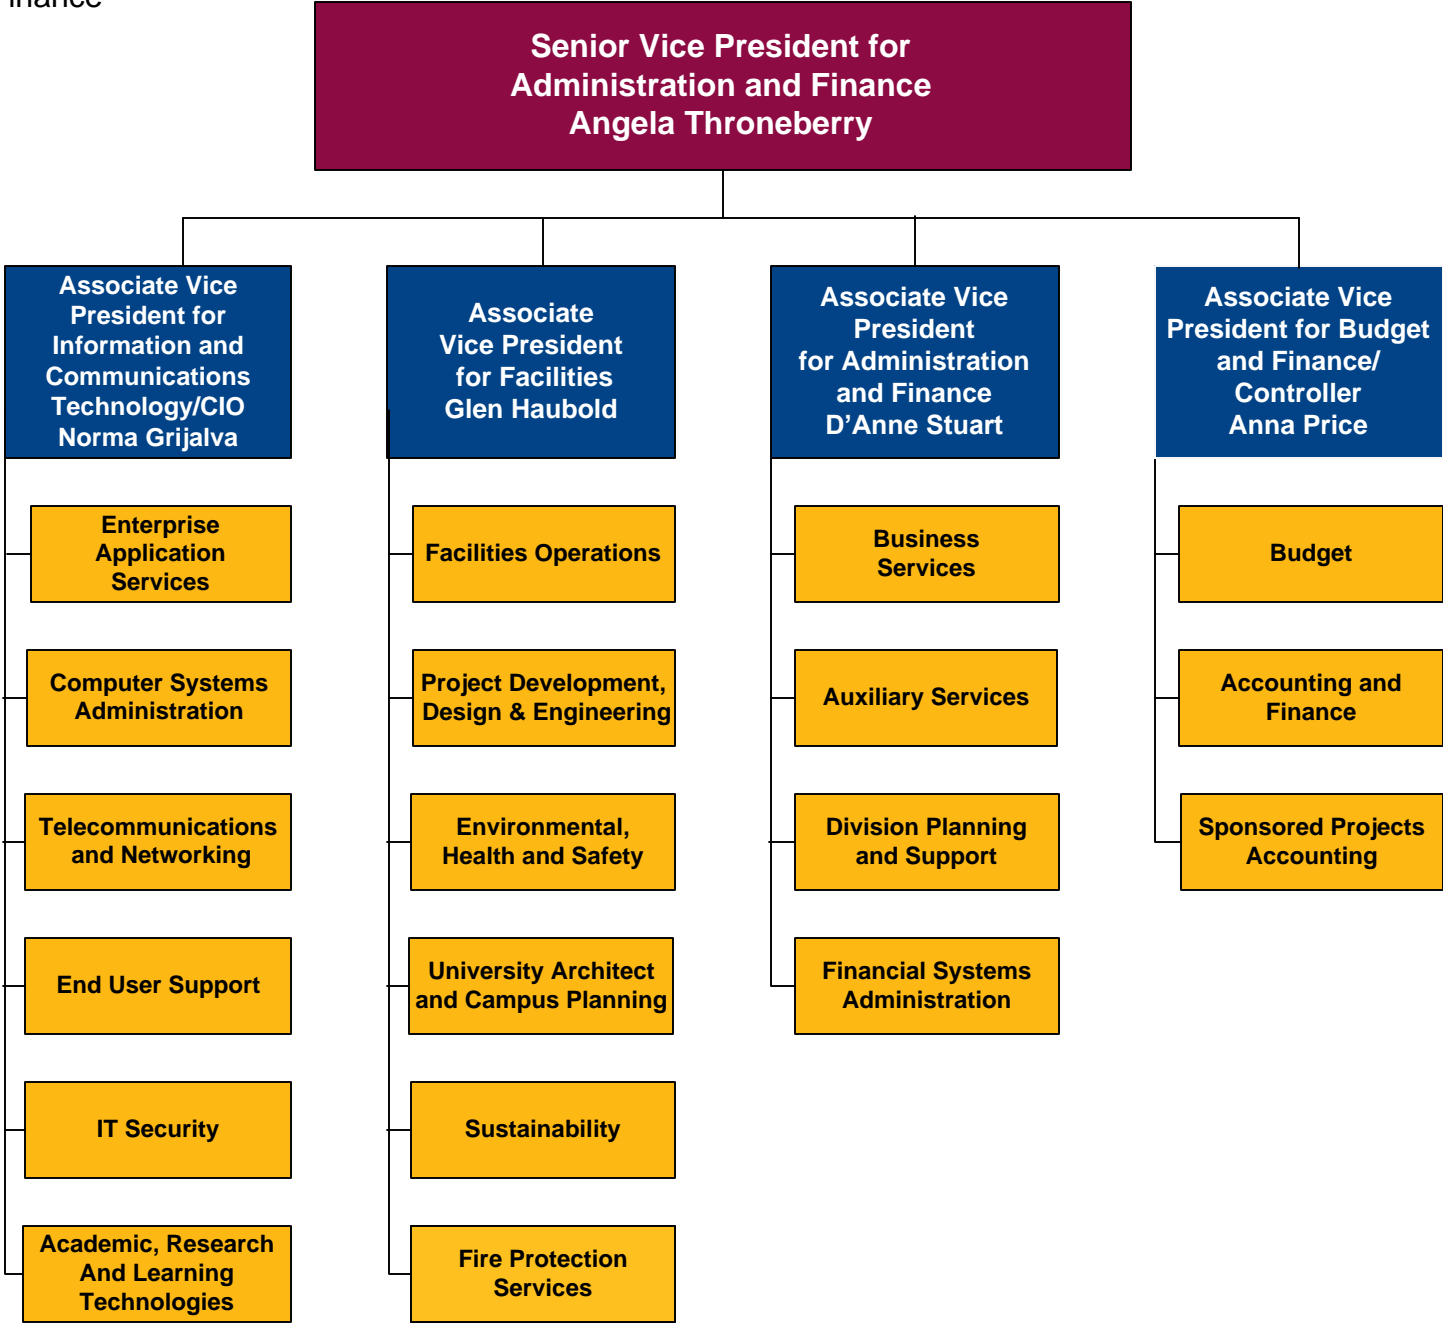 inance
Senior Vice President for
Administration and Finance
Angela Throneberry
Associate Vice
President for
Information and
Communications
Technology/CIO
Norma Grijalva
Associate
Vice President
for Facilities
Glen Haubold
Associate Vice
President
for Administration
and Finance
D’Anne Stuart
Associate Vice
President for Budget
and Finance/
Controller
Anna Price
Enterprise
Application
Services
Computer Systems
Administration
Telecommunications
and Networking
End User Support
IT Security
Academic, Research
And Learning
Technologies
Facilities Operations
Project Development,
Design & Engineering
Environmental,
Health and Safety
University Architect
and Campus Planning
Sustainability
Fire Protection
Services
Business
Services
Auxiliary Services
Division Planning
and Support
Financial Systems
Administration
Budget
Accounting and
Finance
Sponsored Projects
Accounting